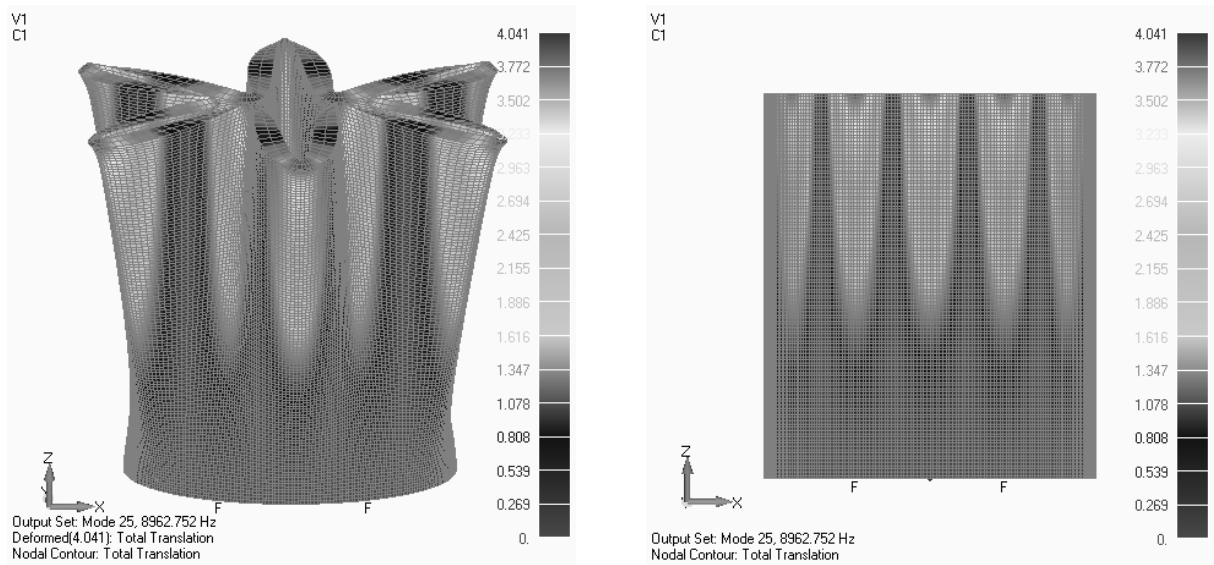 V1
C1
4.041
3.772
3.502
3.233
2.963
2.694
2.425
2.155
1.886
1.616
1.347
1.078
0.808
0.539
0.269
0.
Z
Y
X
F F
Output Set: Mode 25, 8962.752 Hz
Deformed(4.041): Total Translation
Nodal Contour: Total Translation
V1
C1
4.041
3.772
3.502
3.233
2.963
2.694
2.425
2.155
1.886
1.616
1.347
1.078
0.808
0.539
0.269
0.
Z
X
F F
Output Set: Mode 25, 8962.752 Hz
Nodal Contour: Total Translation